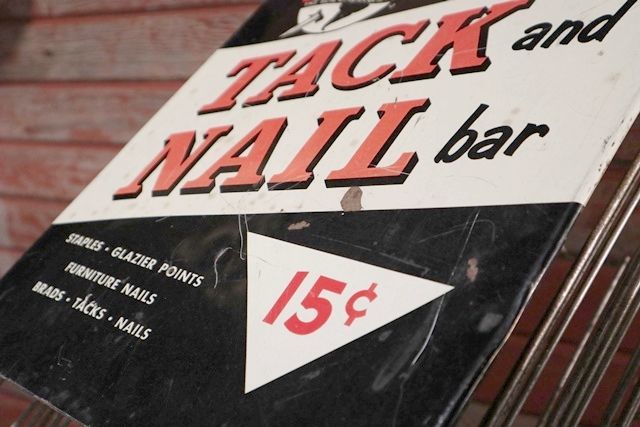 TACK and
NAIL bar
STAPLES • GLAZIER POINTS
FURNITURE NAILS
BRADS • TACKS • NAILS
15¢